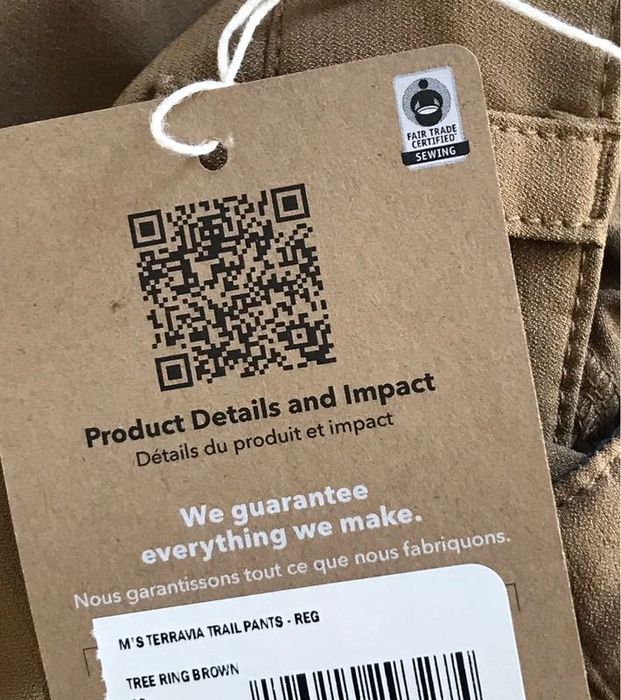 FAIR TRADE
CERTIFIED™
SEWING
Product Details and Impact
Détails du produit et impact
We guarantee
everything we make.
Nous garantissons tout ce que nous fabriquons.
M'S TERRAVIA TRAIL PANTS - REG
TREE RING BROWN